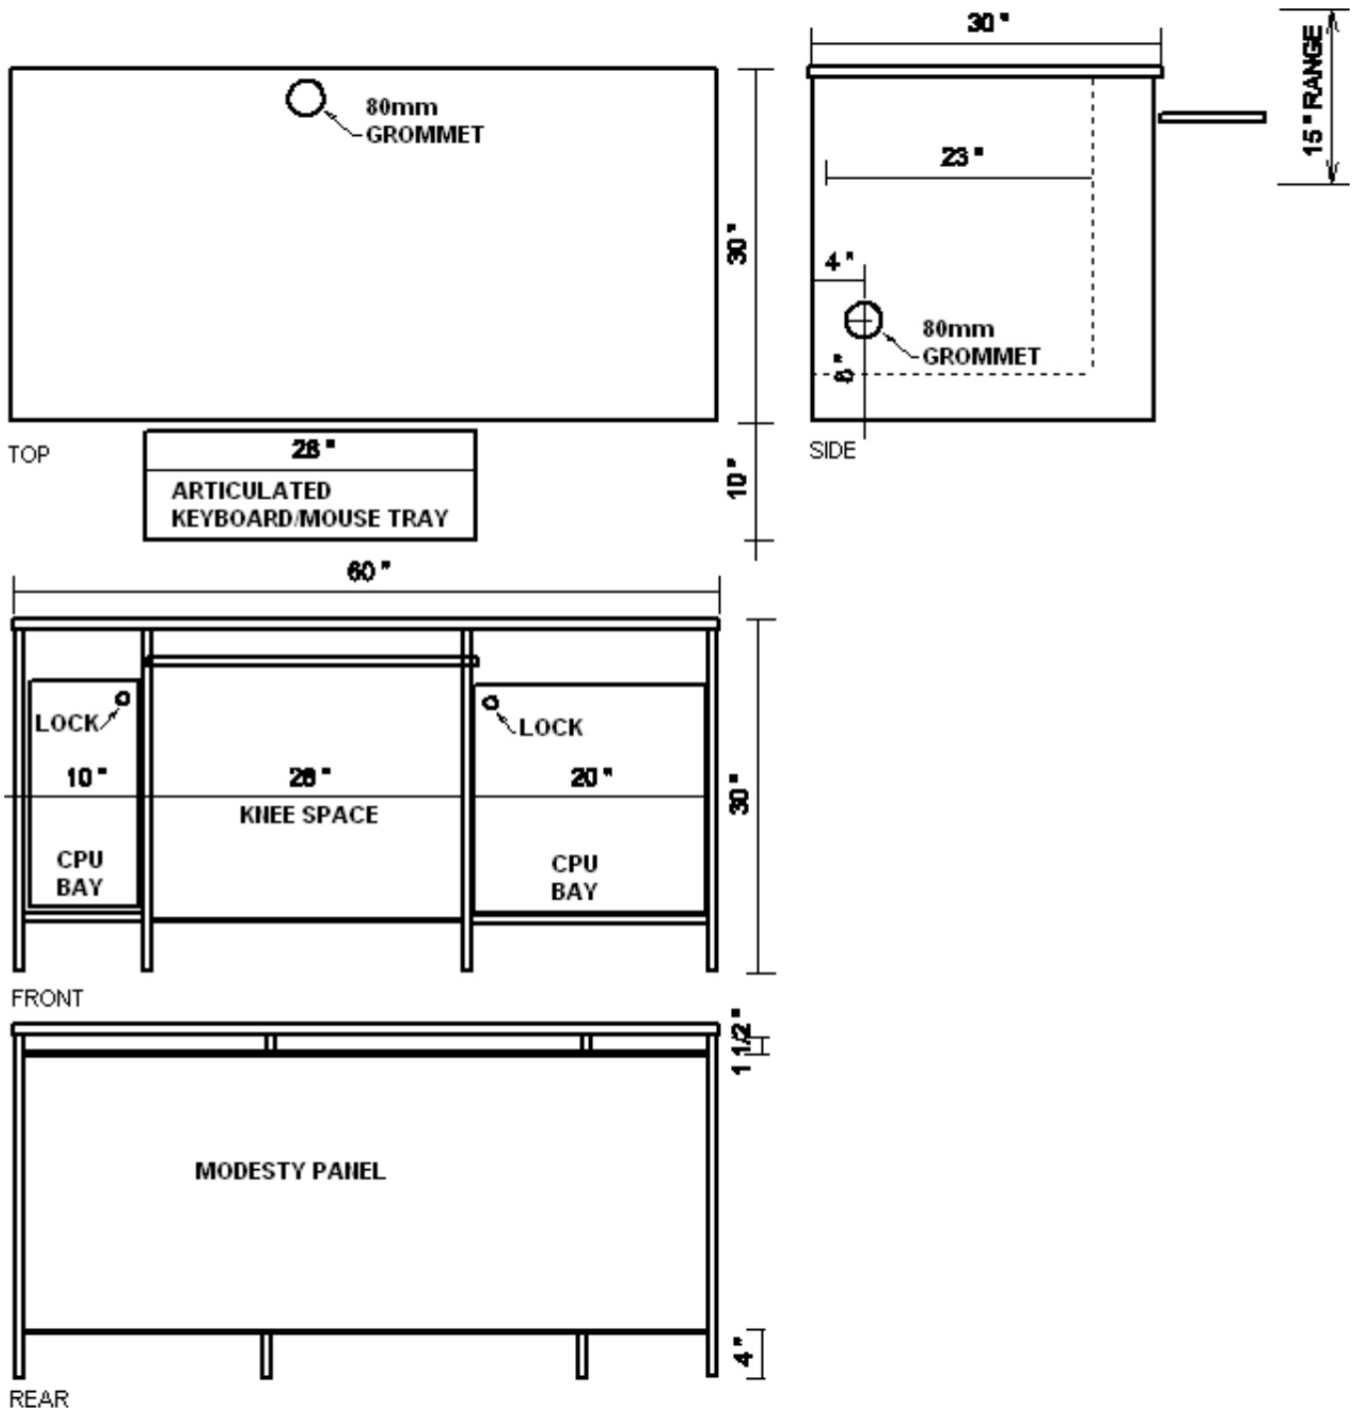 30 "
15 " RANGE
80mm
GROMMET
23 "
30 "
4 "
80mm
GROMMET
TOP
SIDE
28 "
10 "
ARTICULATED
KEYBOARD/MOUSE TRAY
60 "
LOCK
LOCK
10 "
20 "
30 "
KNEE SPACE
CPU
BAY
CPU
BAY
FRONT
1 1/2 "
MODESTY PANEL
4 "
REAR